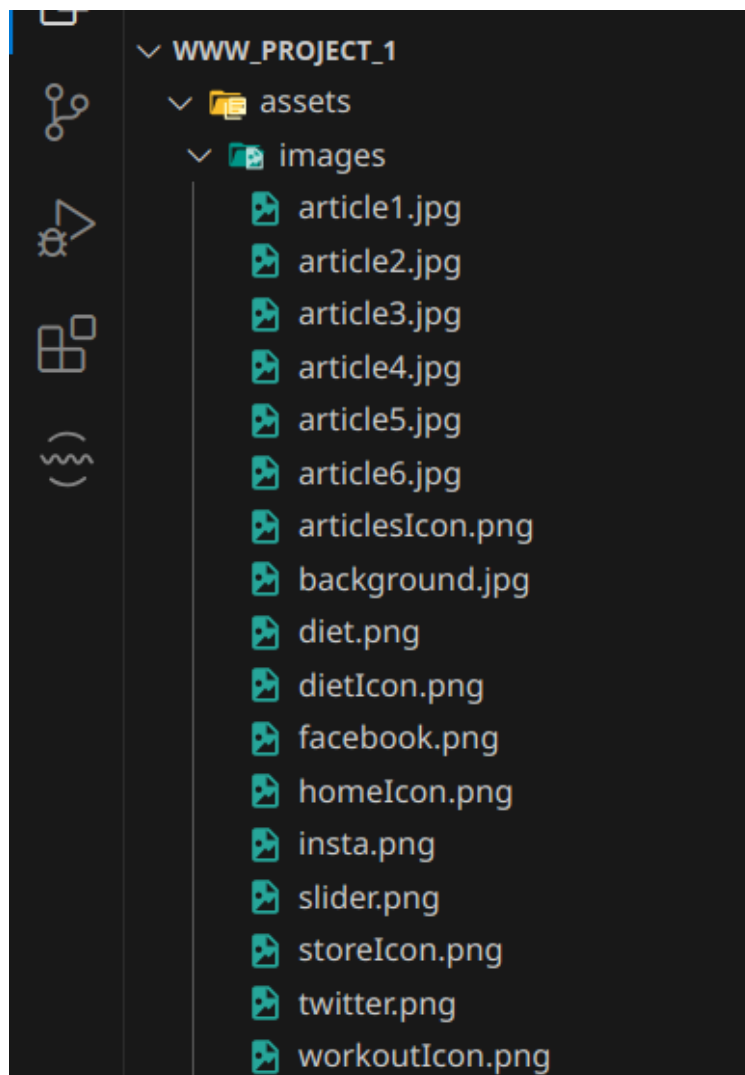 WWW_PROJECT_1
assets
images
article1.jpg
article2.jpg
article3.jpg
article4.jpg
article5.jpg
article6.jpg
articlesIcon.png
background.jpg
diet.png
dietIcon.png
facebook.png
homeIcon.png
insta.png
slider.png
storeIcon.png
twitter.png
workoutIcon.png